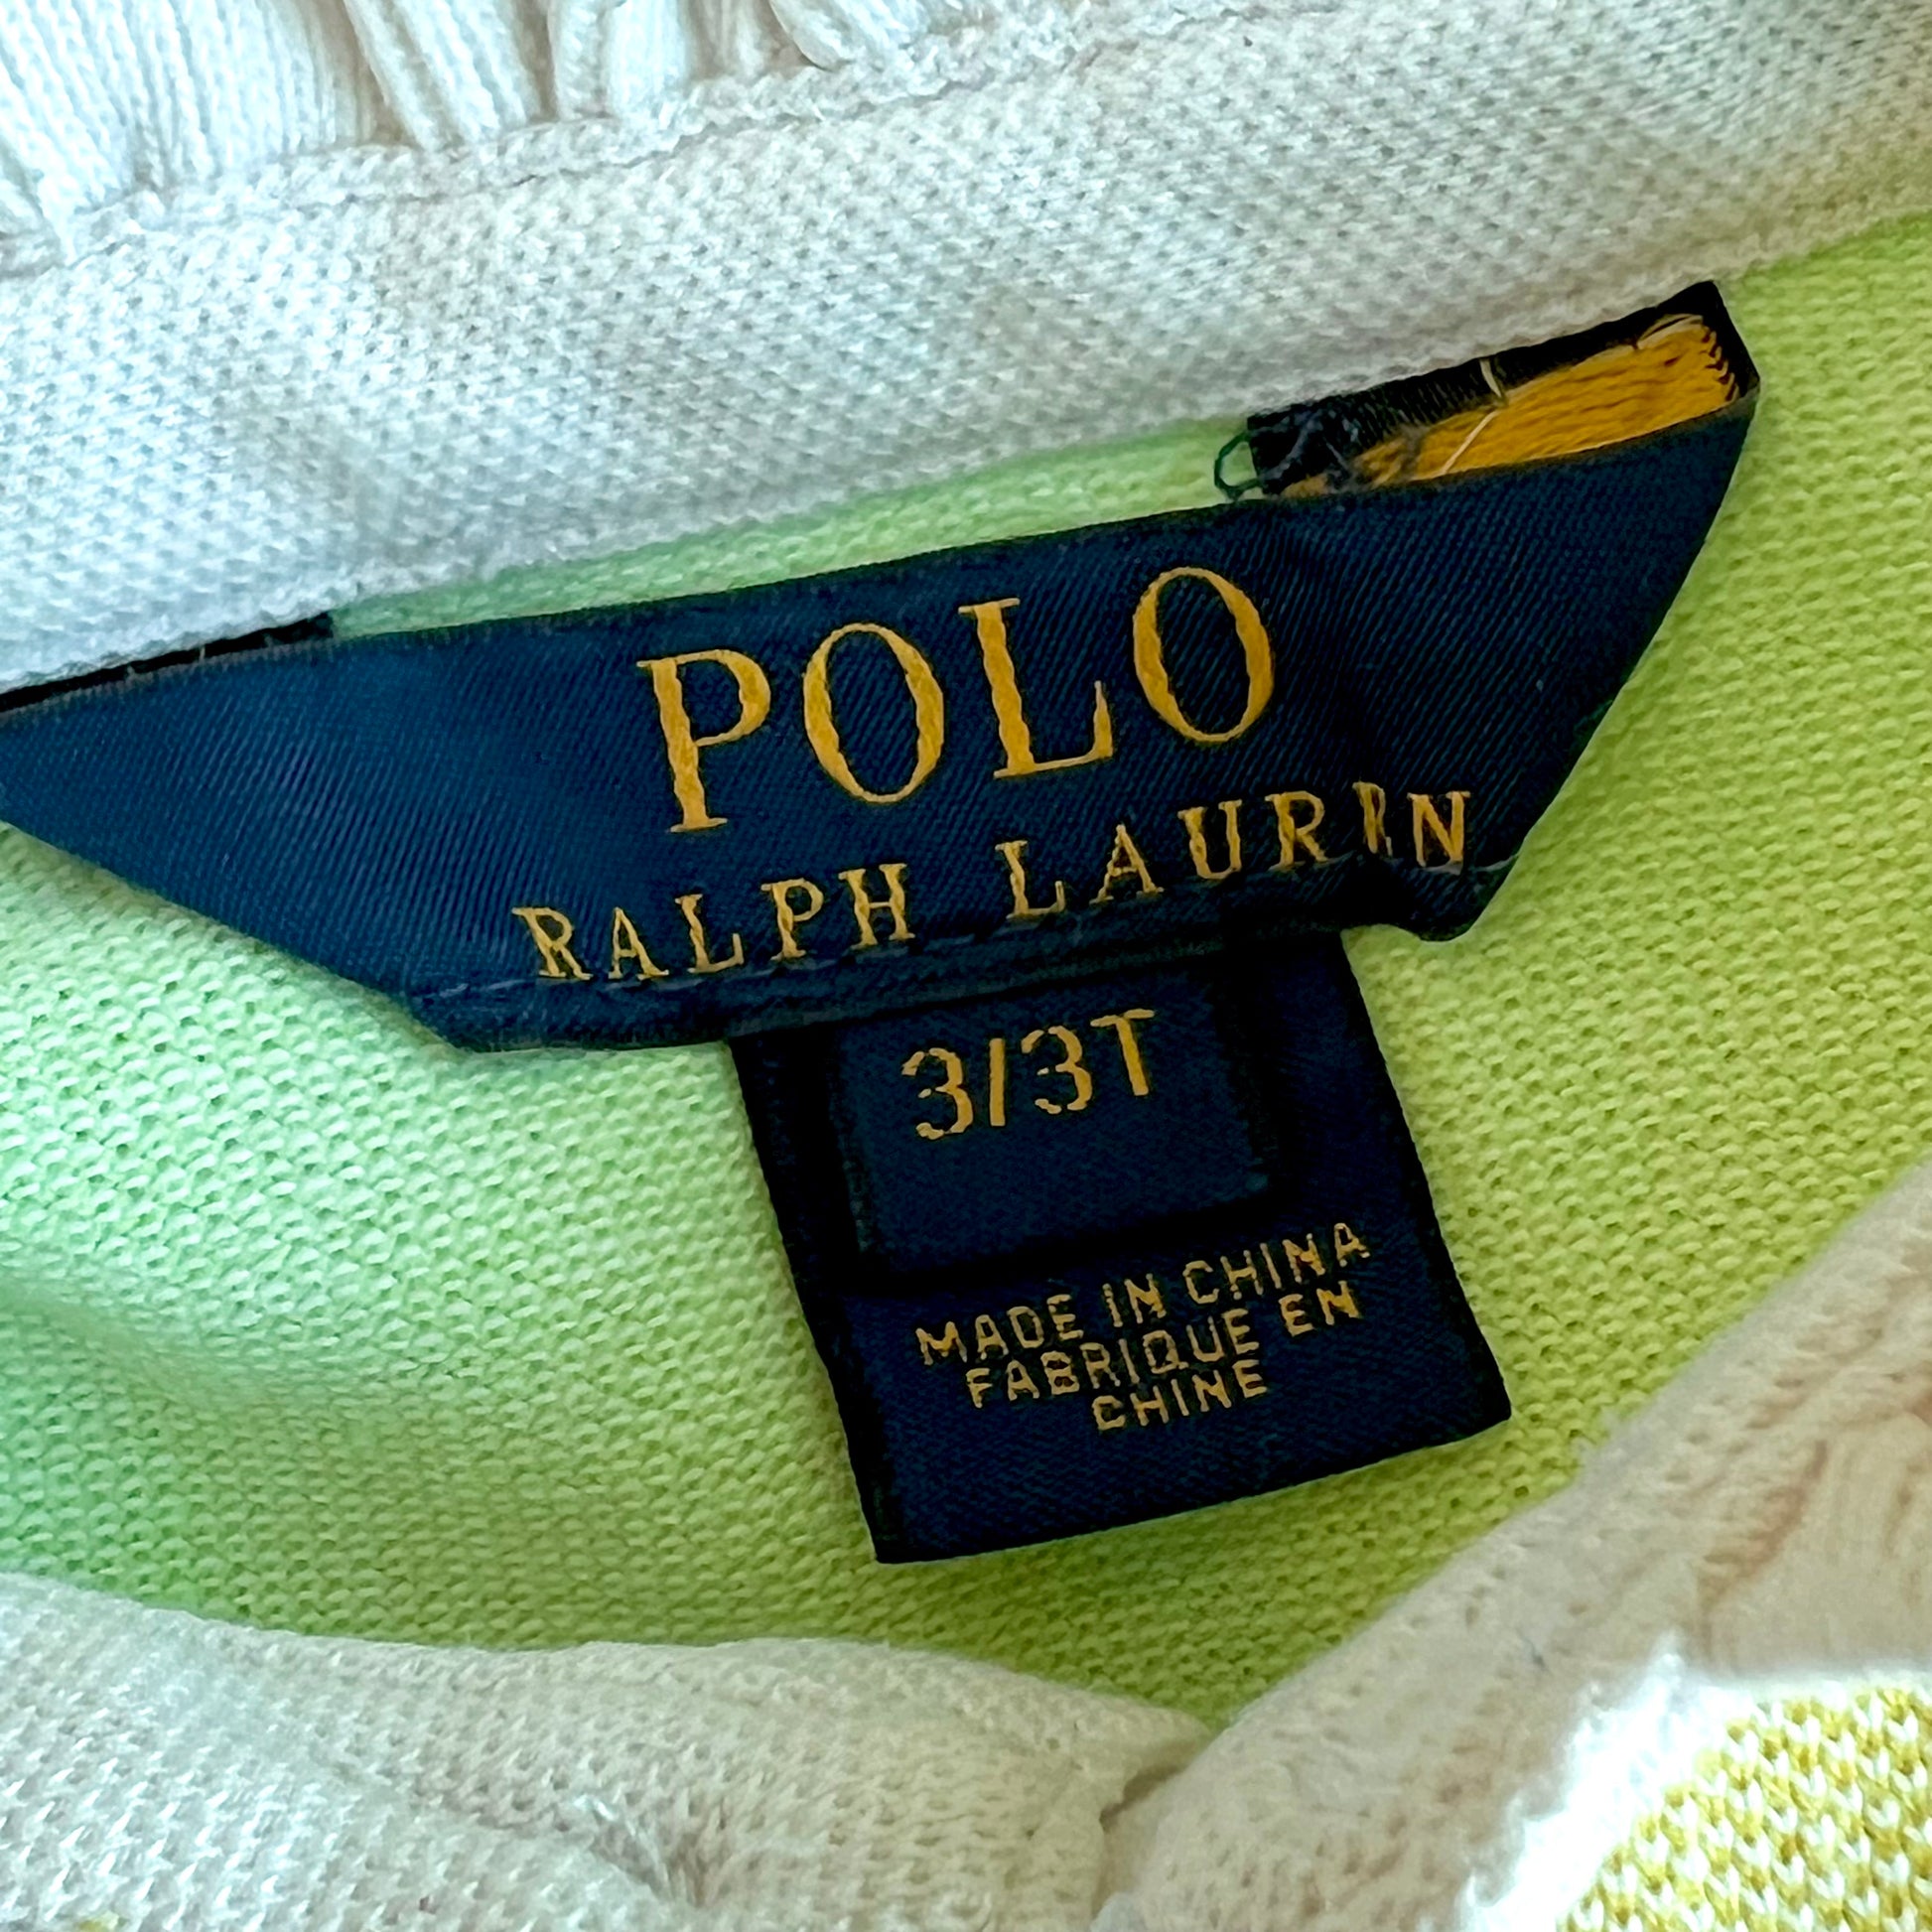 POLO
RALPH LAUREN
3/3T
MADE IN CHINA
FABRIQUE EN
CHINE